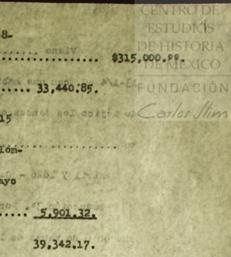 8-
CENTRO DE
ESTUDIOS
DE HISTORIA
DE MEXICO
FUNDACIÓN
Carlos Slim
.............. $315,000.00.
..... 33,440.85.
15
ión-
ayo
.... 5,901.32.
39,342.17.